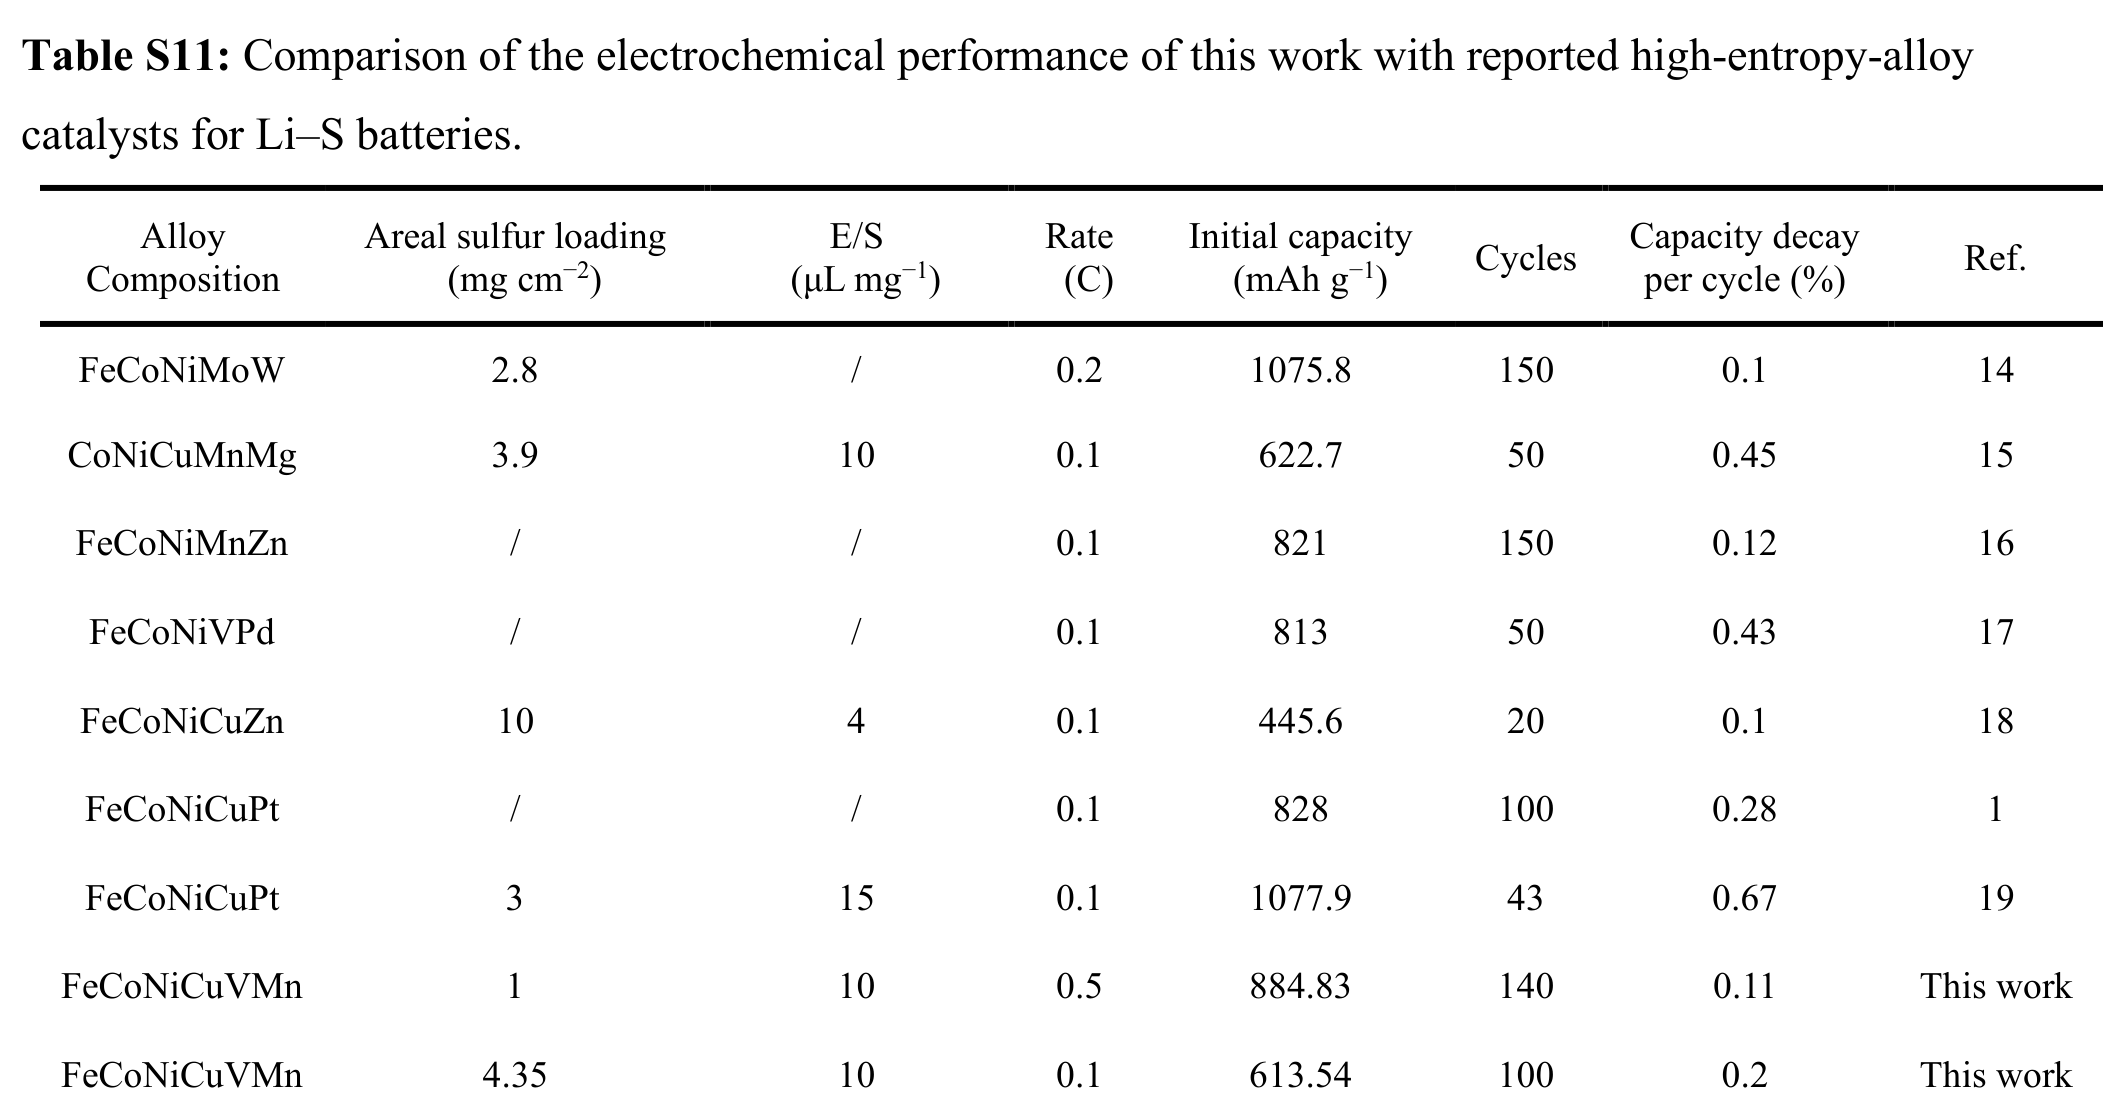 Table S11: Comparison of the electrochemical performance of this work with reported high-entropy-alloy
catalysts for Li–S batteries.
Alloy Composition Areal sulfur loading (mg cm⁻²) E/S (μL mg⁻¹) Rate (C) Initial capacity (mAh g⁻¹) Cycles Capacity decay per cycle (%) Ref.
FeCoNiMoW 2.8 / 0.2 1075.8 150 0.1 14
CoNiCuMnMg 3.9 10 0.1 622.7 50 0.45 15
FeCoNiMnZn / / 0.1 821 150 0.12 16
FeCoNiVPd / / 0.1 813 50 0.43 17
FeCoNiCuZn 10 4 0.1 445.6 20 0.1 18
FeCoNiCuPt / / 0.1 828 100 0.28 1
FeCoNiCuPt 3 15 0.1 1077.9 43 0.67 19
FeCoNiCuVMn 1 10 0.5 884.83 140 0.11 This work
FeCoNiCuVMn 4.35 10 0.1 613.54 100 0.2 This work